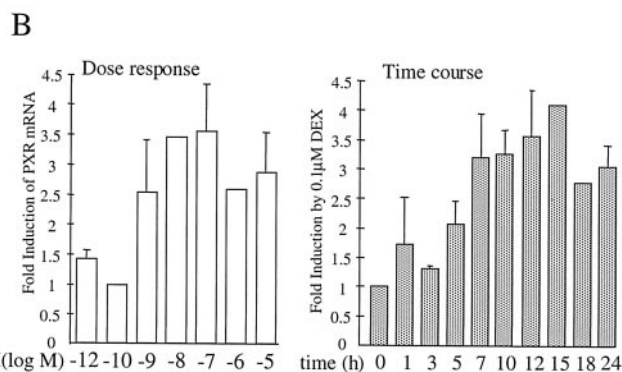 B
Dose response
Fold Induction of PXR mRNA
4.5
4
3.5
3
2.5
2
1.5
1
0.5
0
(log M) -12 -10 -9 -8 -7 -6 -5
Time course
Fold Induction by 0.1μM DEX
4.5
4
3.5
3
2.5
2
1.5
1
0.5
0
time (h) 0 1 3 5 7 10 12 15 18 24